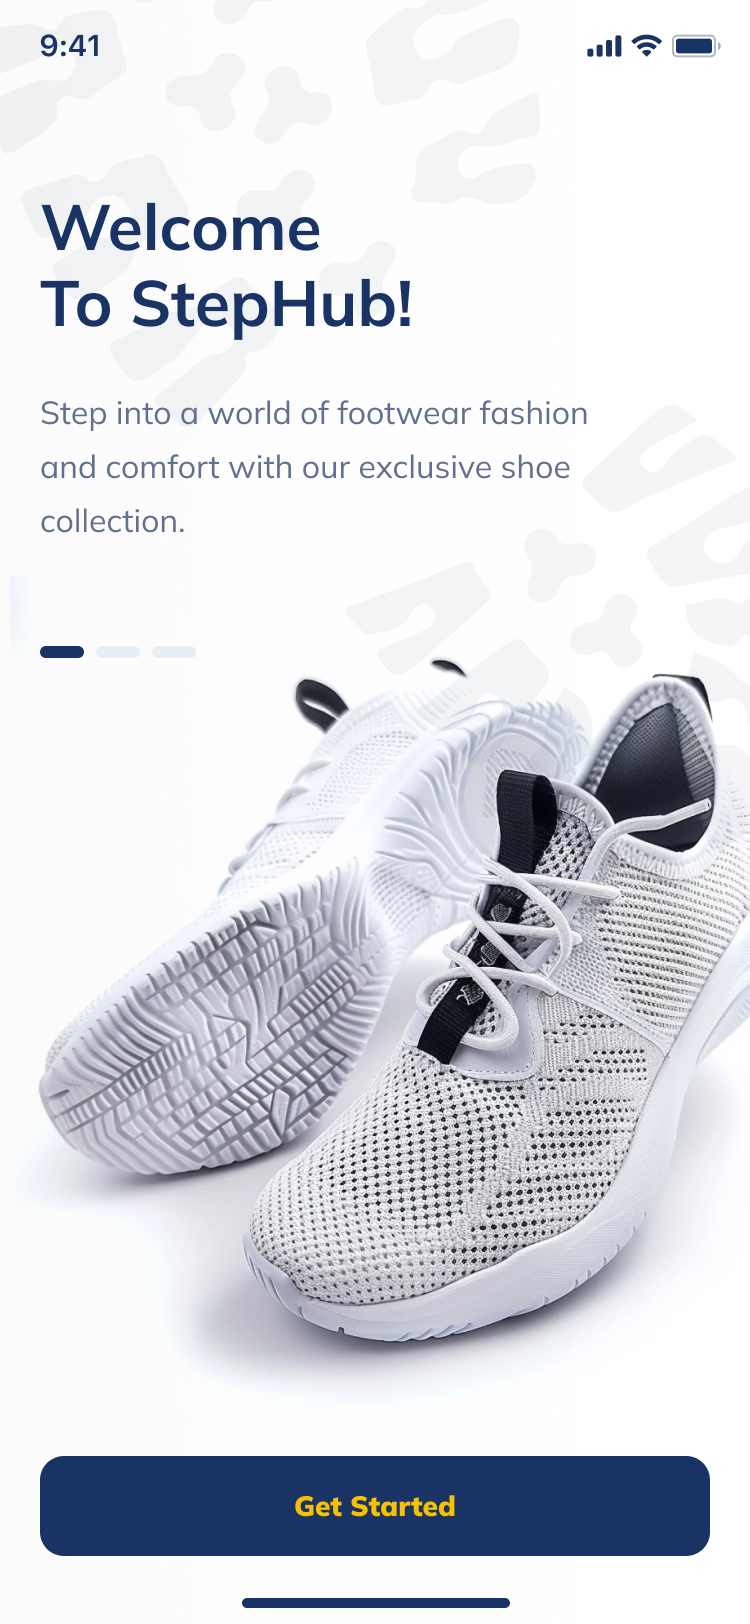 9:41
Welcome
To StepHub!
Step into a world of footwear fashion
and comfort with our exclusive shoe
collection.
Get Started